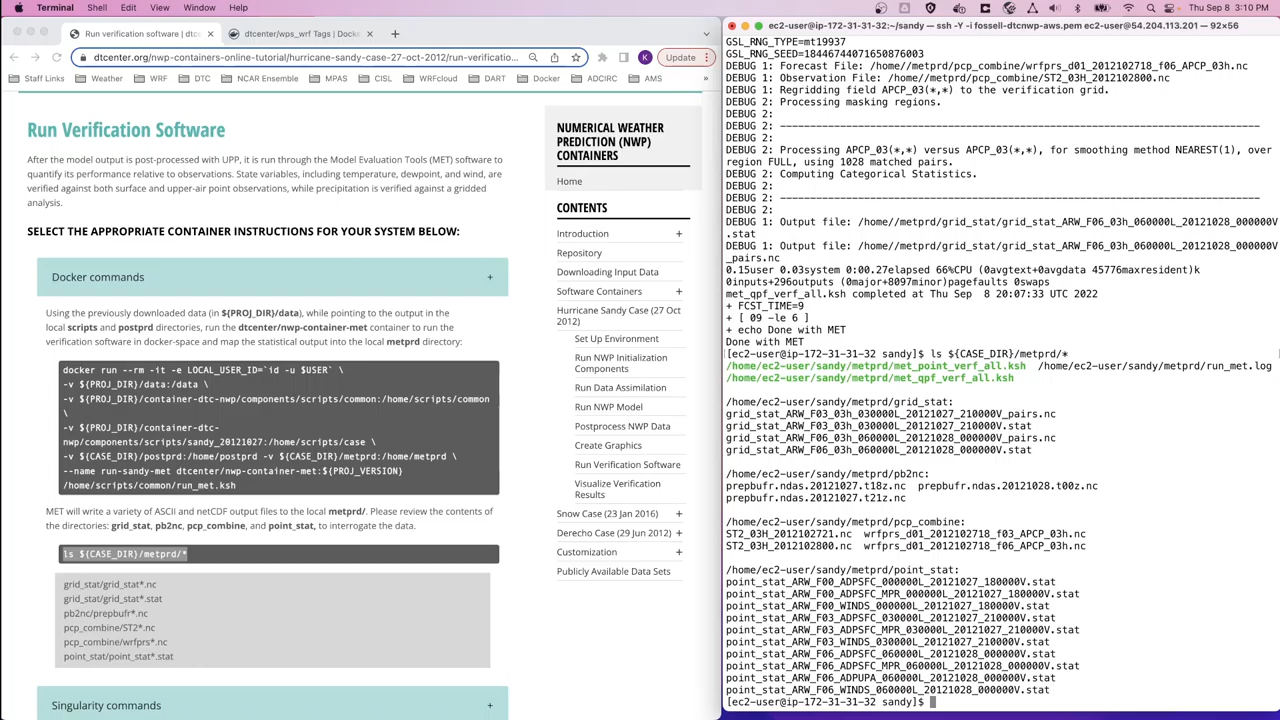 Terminal Shell Edit View Window Help
Thu Sep 8 3:10 PM
Run verification software | dtc
dtcenter/wps_wrf Tags | Docke
dtcenter.org/nwp-containers-online-tutorial/hurricane-sandy-case-27-oct-2012/run-verificatio...
K
Update
Staff Links Weather WRF DTC NCAR Ensemble MPAS CISL WRFcloud DART Docker ADCIRC AMS
Run Verification Software
After the model output is post-processed with UPP, it is run through the Model Evaluation Tools (MET) software to
quantify its performance relative to observations. State variables, including temperature, dewpoint, and wind, are
verified against both surface and upper-air point observations, while precipitation is verified against a gridded
analysis.
SELECT THE APPROPRIATE CONTAINER INSTRUCTIONS FOR YOUR SYSTEM BELOW:
Docker commands +
Using the previously downloaded data (in ${PROJ_DIR}/data), while pointing to the output in the
local scripts and postprd directories, run the dtcenter/nwp-container-met container to run the
verification software in docker-space and map the statistical output into the local metprd directory:
docker run --rm -it -e LOCAL_USER_ID=`id -u $USER` \
-v ${PROJ_DIR}/data:/data \
-v ${PROJ_DIR}/container-dtc-nwp/components/scripts/common:/home/scripts/common
\
-v ${PROJ_DIR}/container-dtc-
nwp/components/scripts/sandy_20121027:/home/scripts/case \
-v ${CASE_DIR}/postprd:/home/postprd -v ${CASE_DIR}/metprd:/home/metprd \
--name run-sandy-met dtcenter/nwp-container-met:${PROJ_VERSION}
/home/scripts/common/run_met.ksh
MET will write a variety of ASCII and netCDF output files to the local metprd/. Please review the contents of
the directories: grid_stat, pb2nc, pcp_combine, and point_stat, to interrogate the data.
ls ${CASE_DIR}/metprd/*
grid_stat/grid_stat*.nc
grid_stat/grid_stat*.stat
pb2nc/prepbufr*.nc
pcp_combine/ST2*.nc
pcp_combine/wrfprs*.nc
point_stat/point_stat*.stat
Singularity commands +
NUMERICAL WEATHER
PREDICTION (NWP)
CONTAINERS
Home
CONTENTS
Introduction +
Repository
Downloading Input Data
Software Containers +
Hurricane Sandy Case (27 Oct
2012)
Set Up Environment
Run NWP Initialization
Components
Run Data Assimilation
Run NWP Model
Postprocess NWP Data
Create Graphics
Run Verification Software
Visualize Verification
Results
Snow Case (23 Jan 2016) +
Derecho Case (29 Jun 2012) +
Customization +
Publicly Available Data Sets
ec2-user@ip-172-31-31-32:~/sandy — ssh -Y -i fossell-dtcnwp-aws.pem ec2-user@54.204.113.201 — 92×56
GSL_RNG_TYPE=mt19937
GSL_RNG_SEED=18446744071650876003
DEBUG 1: Forecast File: /home//metprd/pcp_combine/wrfprs_d01_2012102718_f06_APCP_03h.nc
DEBUG 1: Observation File: /home//metprd/pcp_combine/ST2_03H_2012102800.nc
DEBUG 1: Regridding field APCP_03(*,*) to the verification grid.
DEBUG 2: Processing masking regions.
DEBUG 2:
DEBUG 2: --------------------------------------------------------------------------------
DEBUG 2:
DEBUG 2: Processing APCP_03(*,*) versus APCP_03(*,*), for smoothing method NEAREST(1), over
region FULL, using 1028 matched pairs.
DEBUG 2: Computing Categorical Statistics.
DEBUG 2:
DEBUG 2: --------------------------------------------------------------------------------
DEBUG 2:
DEBUG 1: Output file: /home//metprd/grid_stat/grid_stat_ARW_F06_03h_060000L_20121028_000000V
.stat
DEBUG 1: Output file: /home//metprd/grid_stat/grid_stat_ARW_F06_03h_060000L_20121028_000000V
_pairs.nc
0.15user 0.03system 0:00.27elapsed 66%CPU (0avgtext+0avgdata 45776maxresident)k
0inputs+296outputs (0major+8097minor)pagefaults 0swaps
met_qpf_verf_all.ksh completed at Thu Sep  8 20:07:33 UTC 2022
+ FCST_TIME=9
+ [ 09 -le 6 ]
+ echo Done with MET
Done with MET
[ec2-user@ip-172-31-31-32 sandy]$ ls ${CASE_DIR}/metprd/*
/home/ec2-user/sandy/metprd/met_point_verf_all.ksh  /home/ec2-user/sandy/metprd/run_met.log
/home/ec2-user/sandy/metprd/met_qpf_verf_all.ksh
/home/ec2-user/sandy/metprd/grid_stat:
grid_stat_ARW_F03_03h_030000L_20121027_210000V_pairs.nc
grid_stat_ARW_F03_03h_030000L_20121027_210000V.stat
grid_stat_ARW_F06_03h_060000L_20121028_000000V_pairs.nc
grid_stat_ARW_F06_03h_060000L_20121028_000000V.stat
/home/ec2-user/sandy/metprd/pb2nc:
prepbufr.ndas.20121027.t18z.nc  prepbufr.ndas.20121028.t00z.nc
prepbufr.ndas.20121027.t21z.nc
/home/ec2-user/sandy/metprd/pcp_combine:
ST2_03H_2012102721.nc  wrfprs_d01_2012102718_f03_APCP_03h.nc
ST2_03H_2012102800.nc  wrfprs_d01_2012102718_f06_APCP_03h.nc
/home/ec2-user/sandy/metprd/point_stat:
point_stat_ARW_F00_ADPSFC_000000L_20121027_180000V.stat
point_stat_ARW_F00_ADPSFC_MPR_000000L_20121027_180000V.stat
point_stat_ARW_F00_WINDS_000000L_20121027_180000V.stat
point_stat_ARW_F03_ADPSFC_030000L_20121027_210000V.stat
point_stat_ARW_F03_ADPSFC_MPR_030000L_20121027_210000V.stat
point_stat_ARW_F03_WINDS_030000L_20121027_210000V.stat
point_stat_ARW_F06_ADPSFC_060000L_20121028_000000V.stat
point_stat_ARW_F06_ADPSFC_MPR_060000L_20121028_000000V.stat
point_stat_ARW_F06_ADPUPA_060000L_20121028_000000V.stat
point_stat_ARW_F06_WINDS_060000L_20121028_000000V.stat
[ec2-user@ip-172-31-31-32 sandy]$